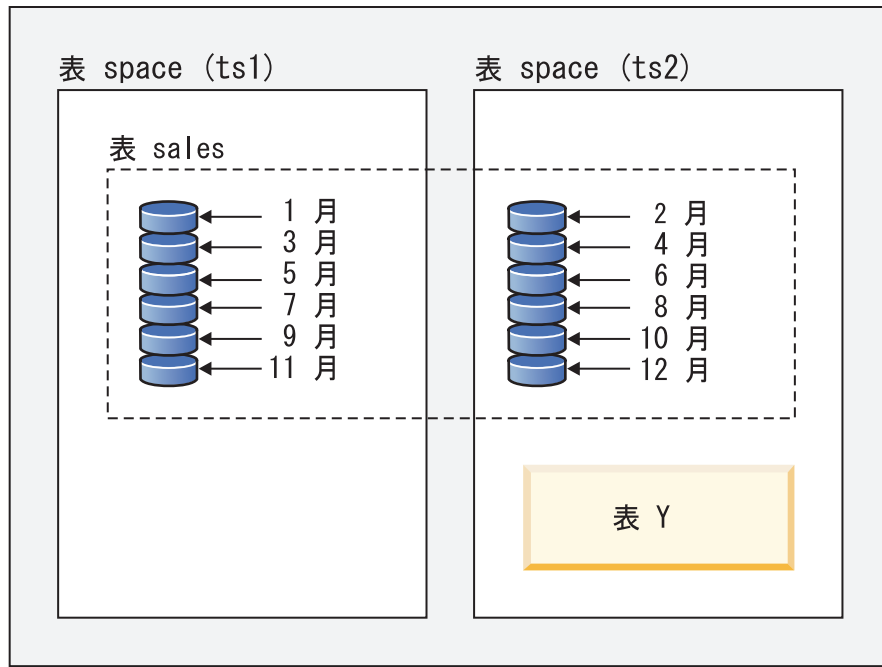 表 space (ts1)
表 space (ts2)
表 sales
1 月
3 月
5 月
7 月
9 月
11 月
2 月
4 月
6 月
8 月
10 月
12 月
表 Y